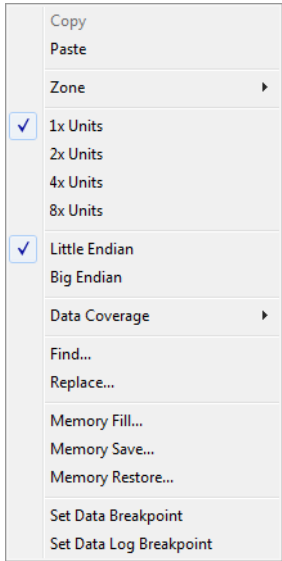 Copy
Paste
Zone
1x Units
2x Units
4x Units
8x Units
Little Endian
Big Endian
Data Coverage
Find...
Replace...
Memory Fill...
Memory Save...
Memory Restore...
Set Data Breakpoint
Set Data Log Breakpoint